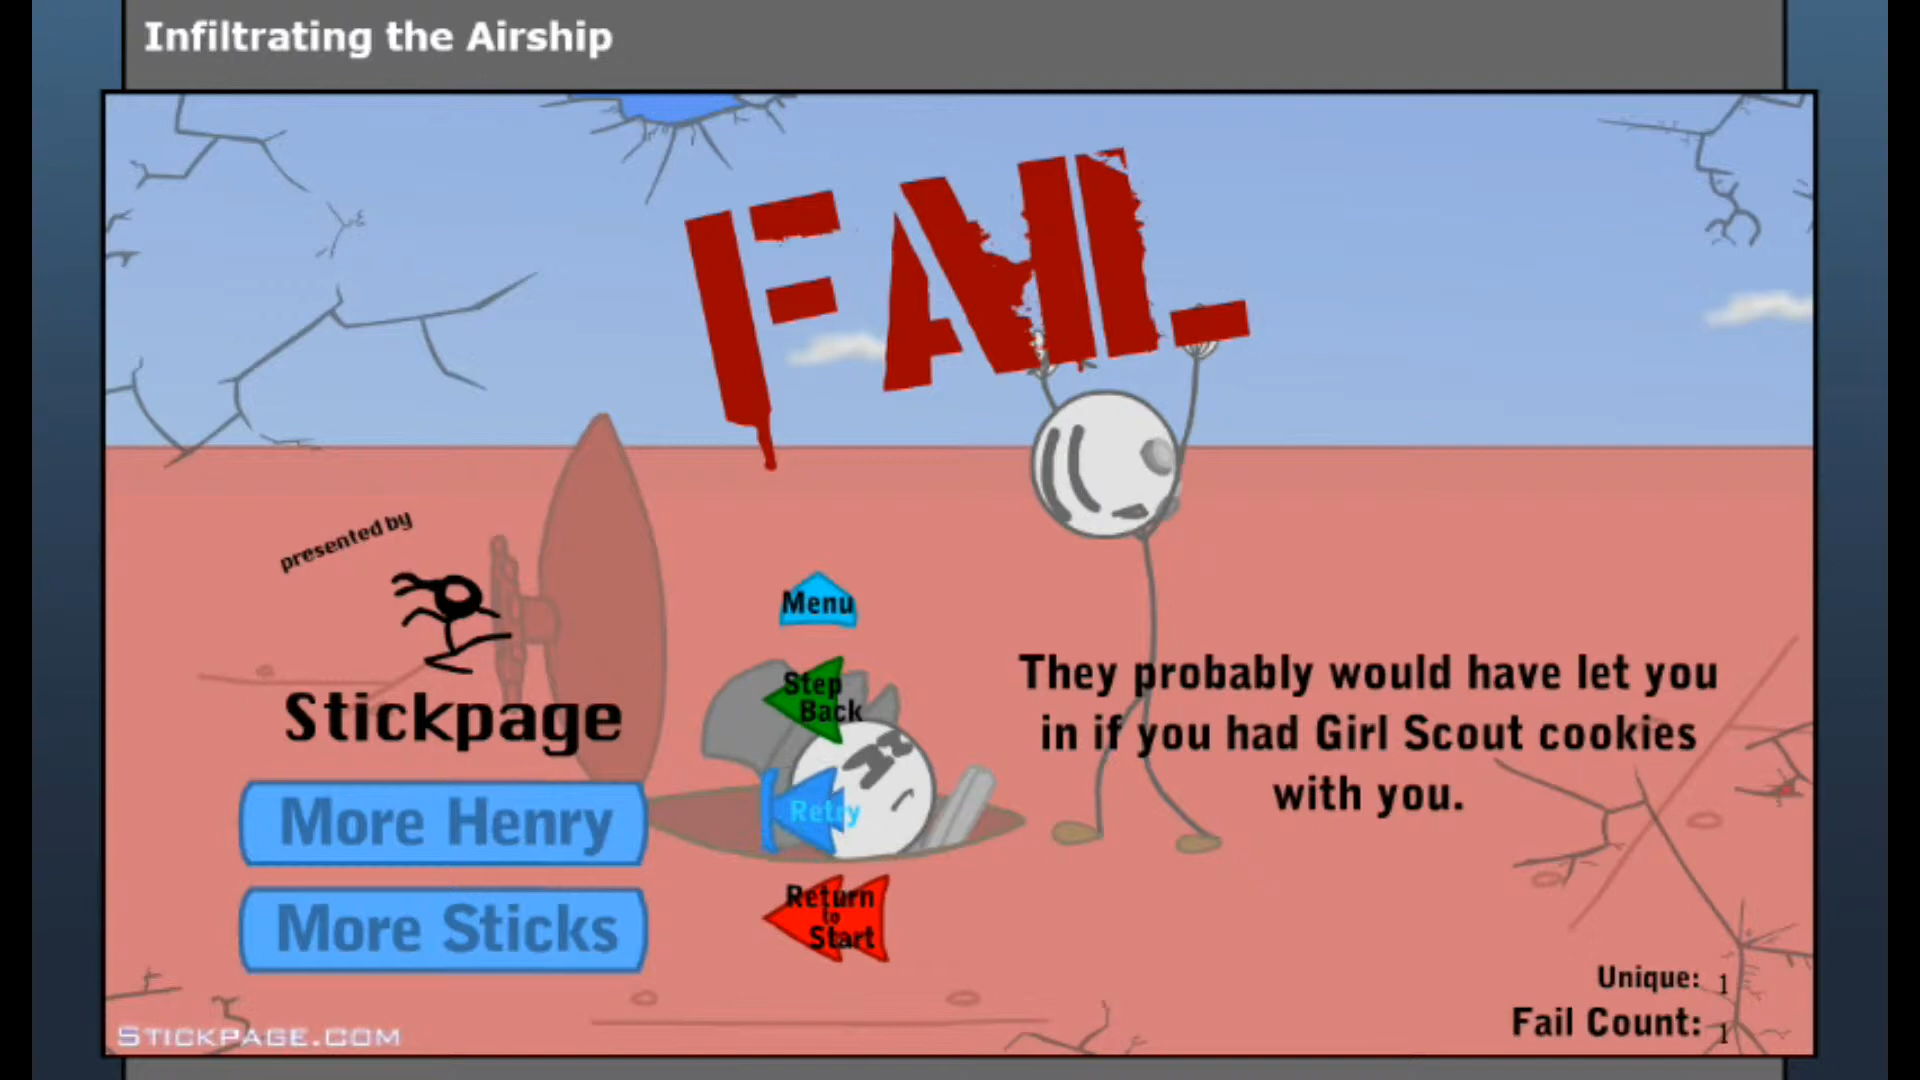 Infiltrating the Airship
FAIL
presented by
Stickpage
More Henry
More Sticks
Menu
Step
Back
Retry
Return
to
Start
They probably would have let you
in if you had Girl Scout cookies
with you.
Unique: 1
Fail Count: 1
STICKPAGE.COM